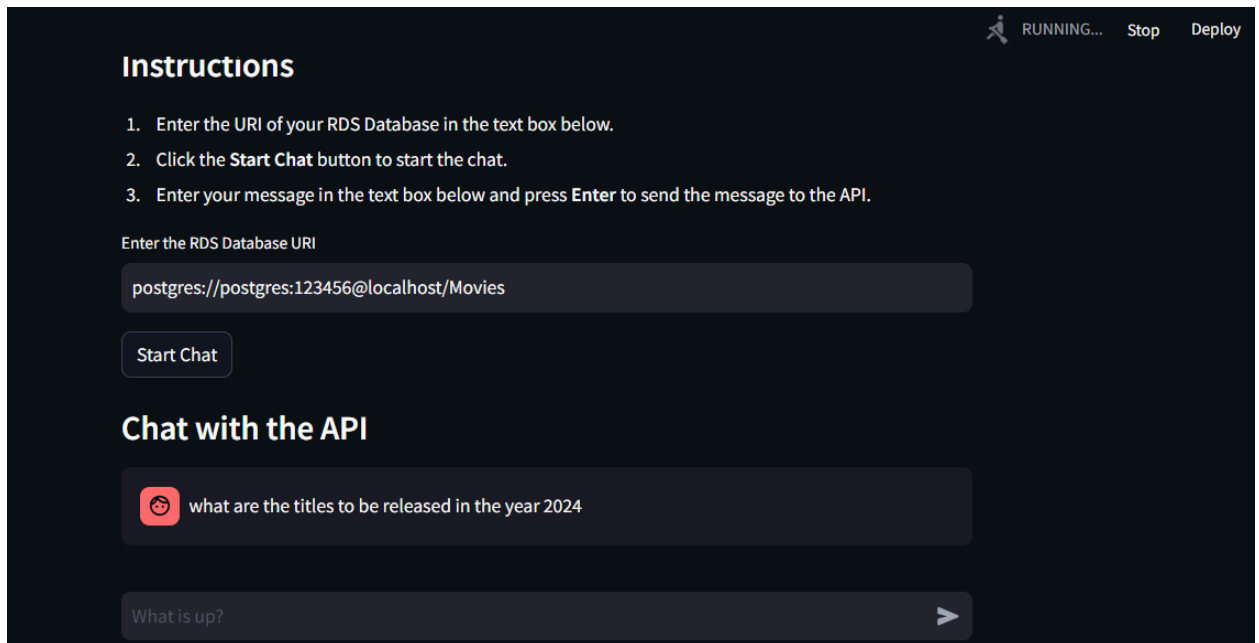 RUNNING...
Stop
Deploy
Instructions
1. Enter the URI of your RDS Database in the text box below.
2. Click the Start Chat button to start the chat.
3. Enter your message in the text box below and press Enter to send the message to the API.
Enter the RDS Database URI
postgres://postgres:123456@localhost/Movies
Start Chat
Chat with the API
what are the titles to be released in the year 2024
What is up?